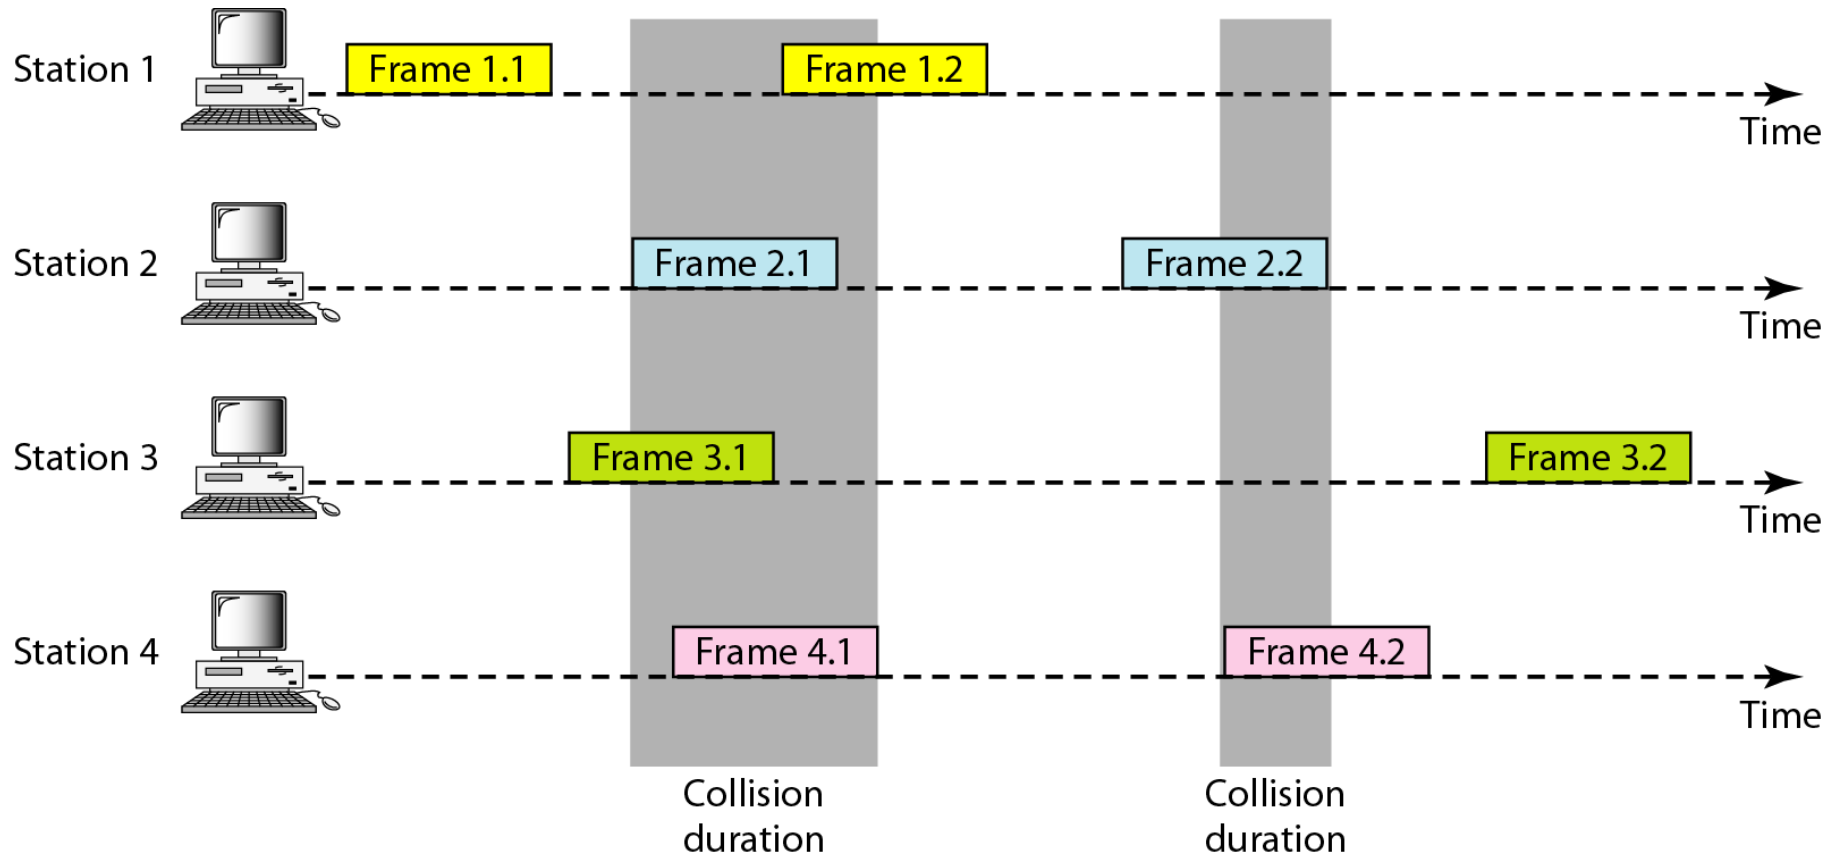 Station 1
Frame 1.1
Frame 1.2
Time
Station 2
Frame 2.1
Frame 2.2
Time
Station 3
Frame 3.1
Frame 3.2
Time
Station 4
Frame 4.1
Frame 4.2
Time
Collision
duration
Collision
duration